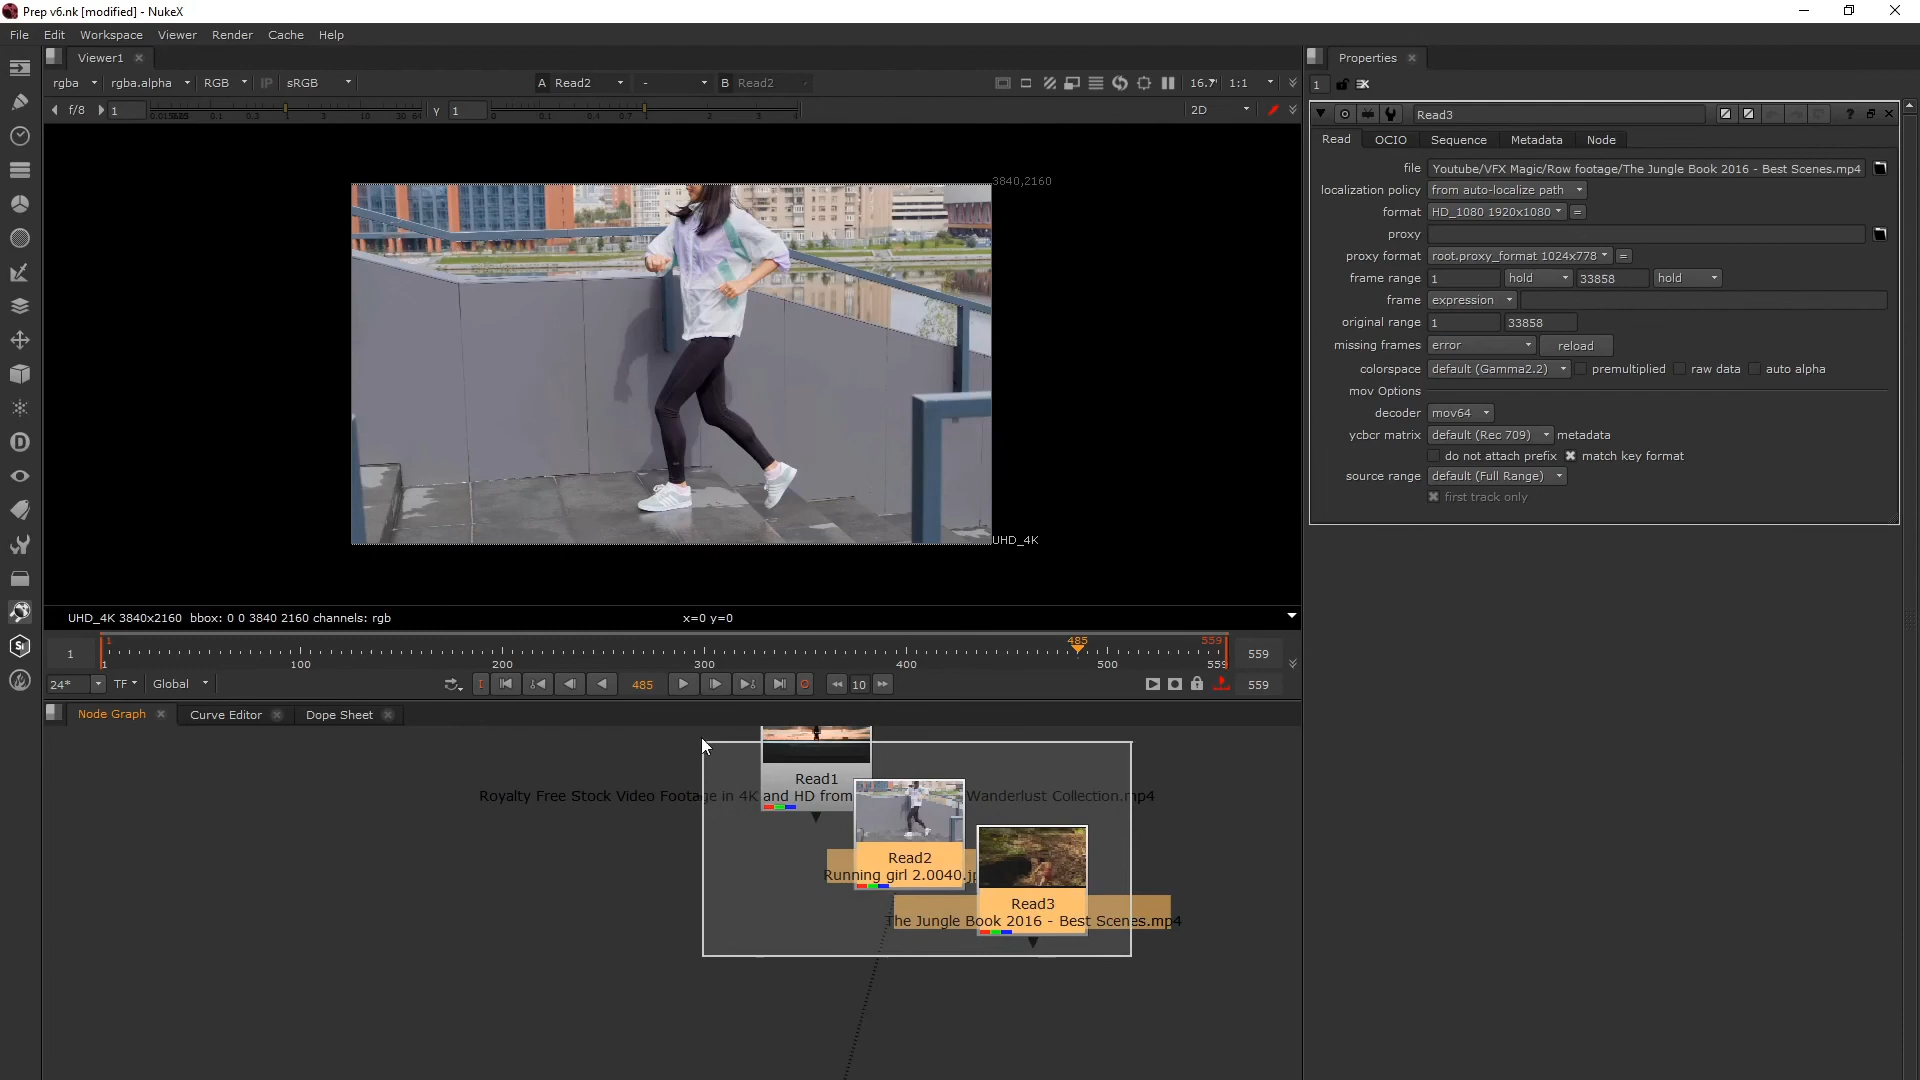 Prep v6.nk [modified] - NukeX
File Edit Workspace Viewer Render Cache Help
Viewer1
rgba rgba.alpha RGB IP sRGB A Read2 - B Read2 1:1
f/8 1 Y 1 2D
3840,2160
UHD_4K
UHD_4K 3840x2160 bbox: 0 0 3840 2160 channels: rgb x=0 y=0
1 1 1 100 200 300 400 485 500 559 559 559
24* TF Global 485 10 559
Node Graph Curve Editor Dope Sheet
Read1
Royalty Free Stock Video Footage in 4K and HD from Wanderlust Collection.mp4
Read2
Running girl 2.0040.jp
Read3
The Jungle Book 2016 - Best Scenes.mp4
Properties
1
Read3
Read OCIO Sequence Metadata Node
file Youtube/VFX Magic/Row footage/The Jungle Book 2016 - Best Scenes.mp4
localization policy from auto-localize path
format HD_1080 1920x1080 =
proxy
proxy format root.proxy_format 1024x778 =
frame range 1 hold 33858 hold
frame expression
original range 1 33858
missing frames error reload
colorspace default (Gamma2.2) premultiplied raw data auto alpha
mov Options
decoder mov64
ycbcr matrix default (Rec 709) metadata
do not attach prefix match key format
source range default (Full Range)
first track only